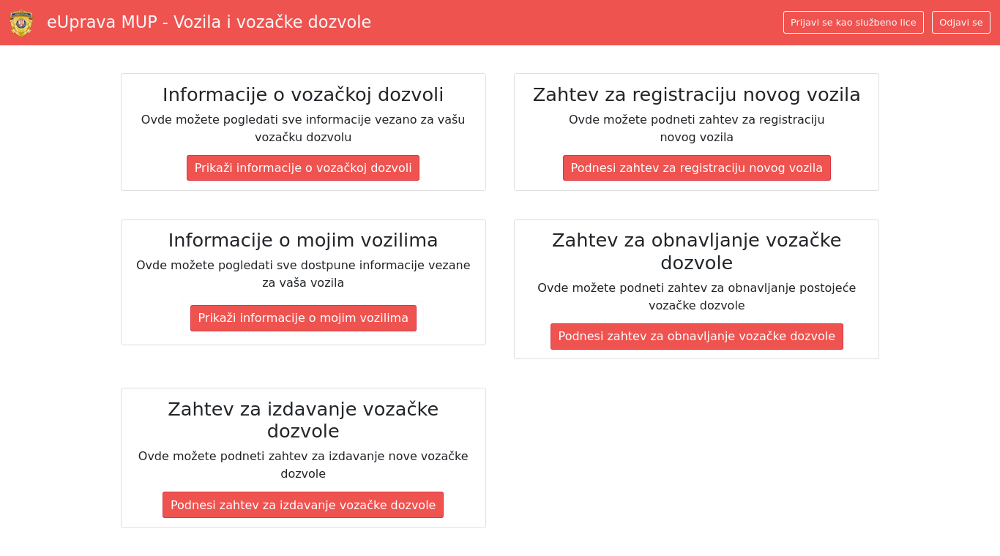 eUprava MUP - Vozila i vozačke dozvole
Prijavi se kao službeno lice
Odjavi se
Informacije o vozačkoj dozvoli
Ovde možete pogledati sve informacije vezano za vašu
vozačku dozvolu
Prikaži informacije o vozačkoj dozvoli
Zahtev za registraciju novog vozila
Ovde možete podneti zahtev za registraciju
novog vozila
Podnesi zahtev za registraciju novog vozila
Informacije o mojim vozilima
Ovde možete pogledati sve dostpune informacije vezane
za vaša vozila
Prikaži informacije o mojim vozilima
Zahtev za obnavljanje vozačke
dozvole
Ovde možete podneti zahtev za obnavljanje postojeće
vozačke dozvole
Podnesi zahtev za obnavljanje vozačke dozvole
Zahtev za izdavanje vozačke
dozvole
Ovde možete podneti zahtev za izdavanje nove vozačke
dozvole
Podnesi zahtev za izdavanje vozačke dozvole